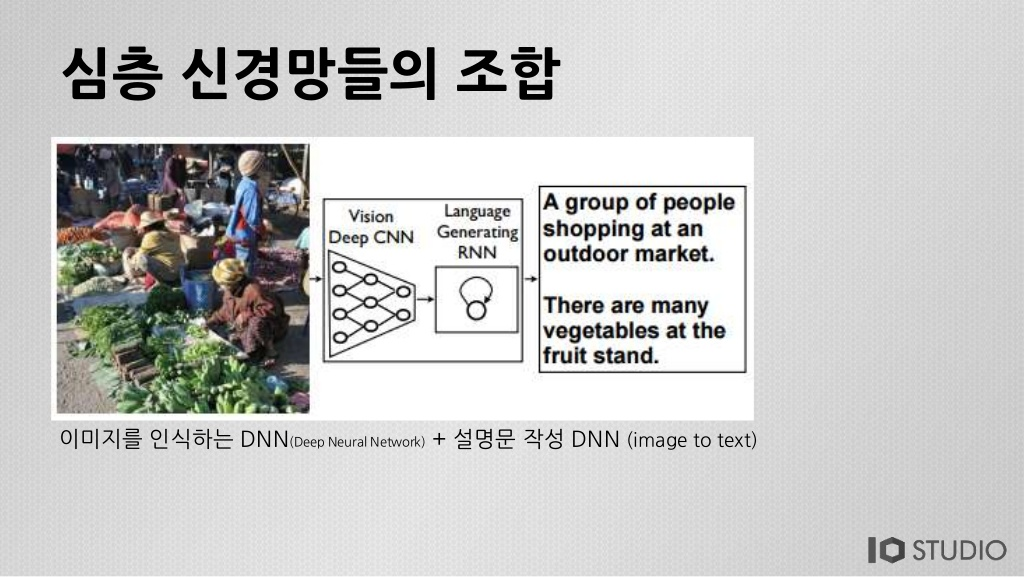 심층 신경망들의 조합
Vision
Deep CNN
Language
Generating
RNN
A group of people
shopping at an
outdoor market.
There are many
vegetables at the
fruit stand.
이미지를 인식하는 DNN(Deep Neural Network) + 설명문 작성 DNN (image to text)
IO STUDIO